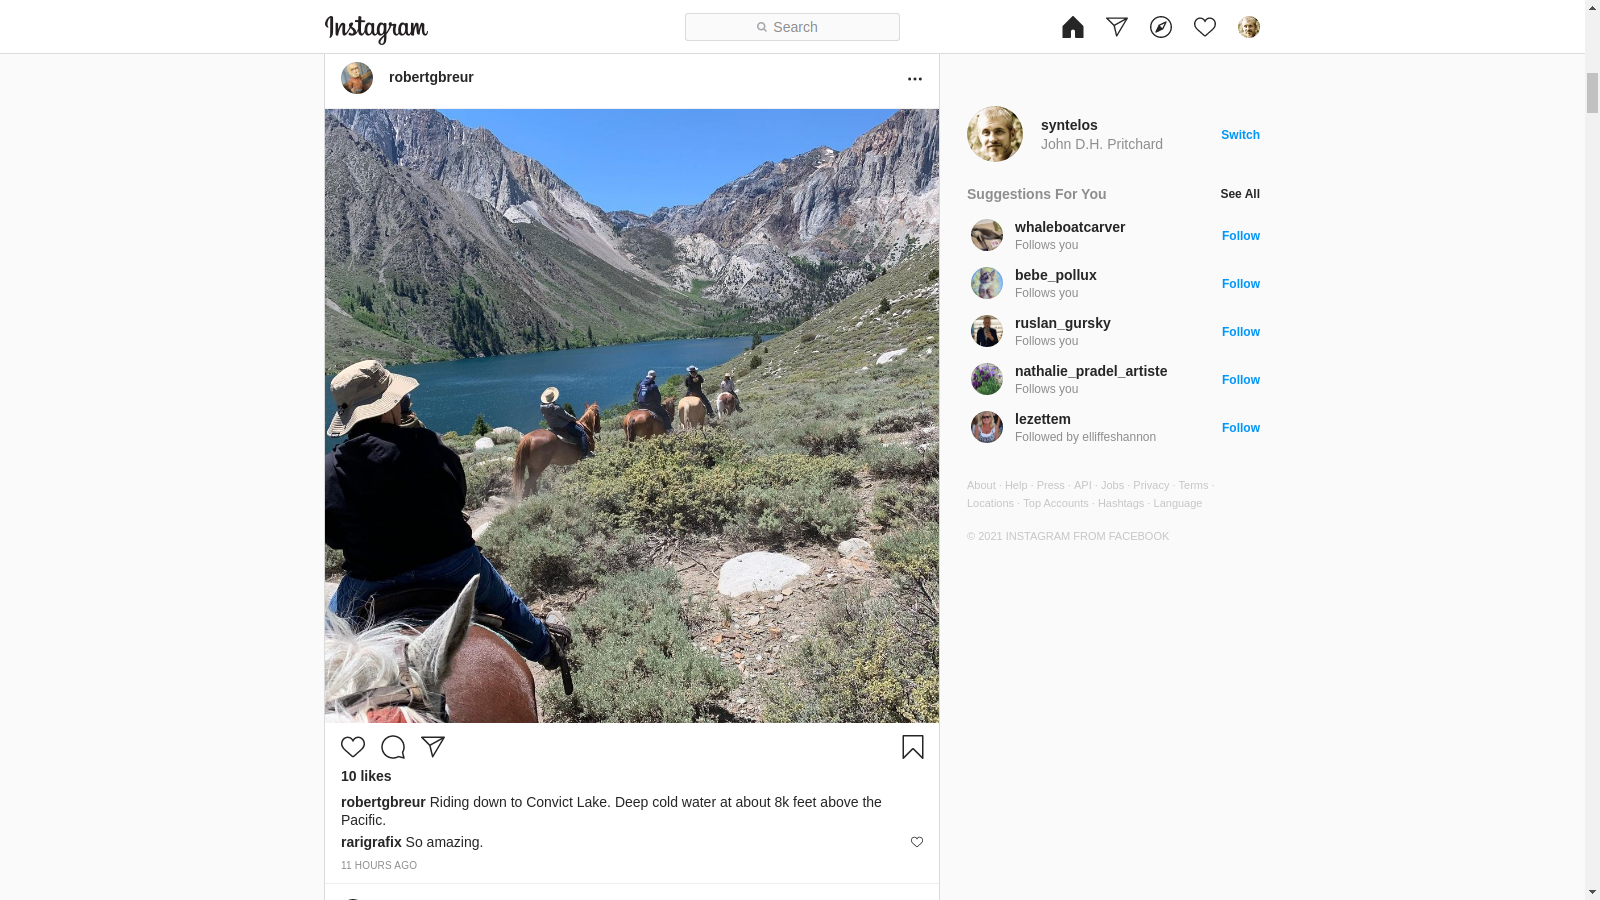 Instagram
Search
robertgbreur
syntelos
John D.H. Pritchard
Switch
Suggestions For You
See All
whaleboatcarver
Follows you
Follow
bebe_pollux
Follows you
Follow
ruslan_gursky
Follows you
Follow
nathalie_pradel_artiste
Follows you
Follow
lezettem
Followed by elliffeshannon
Follow
About · Help · Press · API · Jobs · Privacy · Terms ·
Locations · Top Accounts · Hashtags · Language
© 2021 INSTAGRAM FROM FACEBOOK
10 likes
robertgbreur Riding down to Convict Lake. Deep cold water at about 8k feet above the
Pacific.
rarigrafix So amazing.
11 HOURS AGO